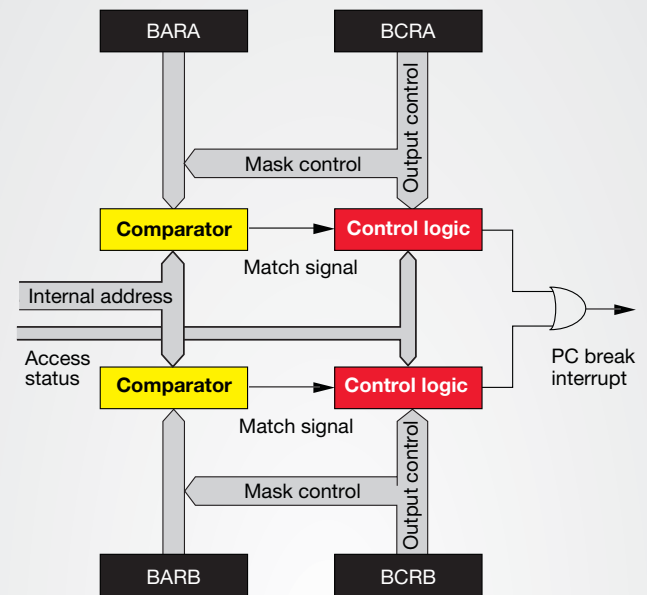 BARA
BCRA
Output control
Mask control
Comparator
Control logic
Match signal
Internal address
Access
status
PC break
interrupt
Comparator
Control logic
Match signal
Mask control
Output control
BARB
BCRB